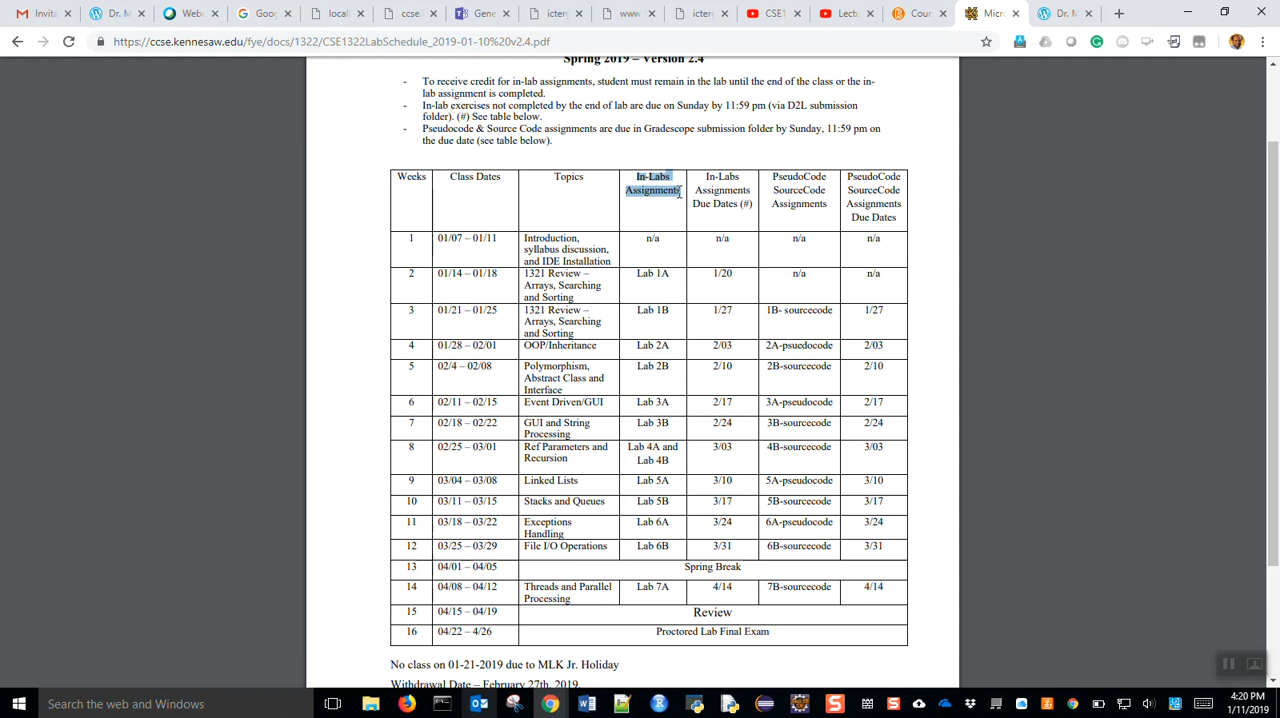 Invita
Dr. M
Webe
Goog
local
ccse.
Gene
icter
www
icter
CSE1
Lectu
Cour
Micro
Dr. M
https://ccse.kennesaw.edu/fye/docs/1322/CSE1322LabSchedule_2019-01-10%20v2.4.pdf
Spring 2019 – Version 2.4
- To receive credit for in-lab assignments, student must remain in the lab until the end of the class or the in-
lab assignment is completed.
- In-lab exercises not completed by the end of lab are due on Sunday by 11:59 pm (via D2L submission
folder). (#) See table below.
- Pseudocode & Source Code assignments are due in Gradescope submission folder by Sunday, 11:59 pm on
the due date (see table below).
Weeks Class Dates Topics In-Labs In-Labs PseudoCode PseudoCode
Assignments Assignments SourceCode SourceCode
Due Dates (#) Assignments Assignments
Due Dates
1 01/07 – 01/11 Introduction, n/a n/a n/a n/a
syllabus discussion,
and IDE Installation
2 01/14 – 01/18 1321 Review – Lab 1A 1/20 n/a n/a
Arrays, Searching
and Sorting
3 01/21 – 01/25 1321 Review – Lab 1B 1/27 1B- sourcecode 1/27
Arrays, Searching
and Sorting
4 01/28 – 02/01 OOP/Inheritance Lab 2A 2/03 2A-psuedocode 2/03
5 02/4 – 02/08 Polymorphism, Lab 2B 2/10 2B-sourcecode 2/10
Abstract Class and
Interface
6 02/11 – 02/15 Event Driven/GUI Lab 3A 2/17 3A-pseudocode 2/17
7 02/18 – 02/22 GUI and String Lab 3B 2/24 3B-sourcecode 2/24
Processing
8 02/25 – 03/01 Ref Parameters and Lab 4A and 3/03 4B-sourcecode 3/03
Recursion Lab 4B
9 03/04 – 03/08 Linked Lists Lab 5A 3/10 5A-pseudocode 3/10
10 03/11 – 03/15 Stacks and Queues Lab 5B 3/17 5B-sourcecode 3/17
11 03/18 – 03/22 Exceptions Lab 6A 3/24 6A-pseudocode 3/24
Handling
12 03/25 – 03/29 File I/O Operations Lab 6B 3/31 6B-sourcecode 3/31
13 04/01 – 04/05 Spring Break
14 04/08 – 04/12 Threads and Parallel Lab 7A 4/14 7B-sourcecode 4/14
Processing
15 04/15 – 04/19 Review
16 04/22 – 4/26 Proctored Lab Final Exam
No class on 01-21-2019 due to MLK Jr. Holiday
Withdrawal Date – February 27th, 2019
Search the web and Windows
4:20 PM
1/11/2019